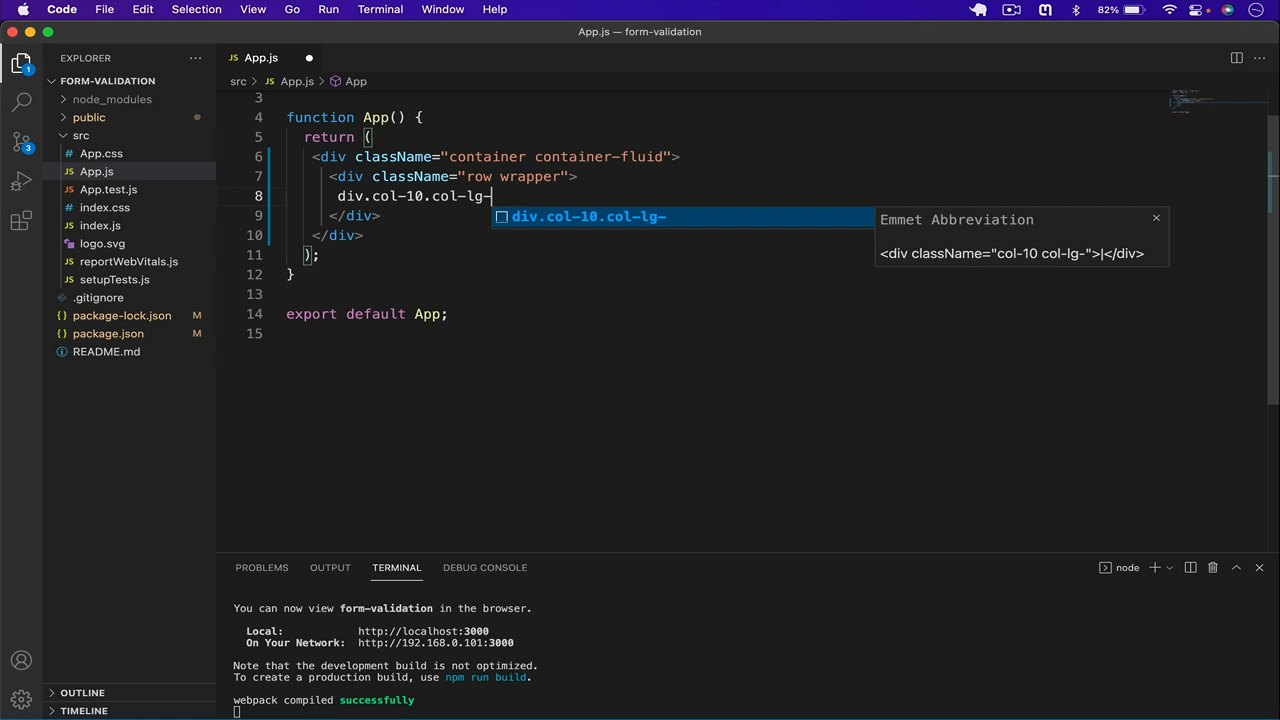 Code File Edit Selection View Go Run Terminal Window Help 82%
App.js — form-validation
EXPLORER
FORM-VALIDATION
node_modules
public
src
App.css
App.js
App.test.js
index.css
index.js
logo.svg
reportWebVitals.js
setupTests.js
.gitignore
package-lock.json M
package.json M
README.md
OUTLINE
TIMELINE
1
3
JS App.js
src > JS App.js > App
3
4 function App() {
5 return (
6 <div className="container container-fluid">
7 <div className="row wrapper">
8 div.col-10.col-lg-
9 </div>
10 </div>
11 );
12 }
13
14 export default App;
15
div.col-10.col-lg-
Emmet Abbreviation
<div className="col-10 col-lg-">|</div>
PROBLEMS OUTPUT TERMINAL DEBUG CONSOLE
node
You can now view form-validation in the browser.
Local: http://localhost:3000
On Your Network: http://192.168.0.101:3000
Note that the development build is not optimized.
To create a production build, use npm run build.
webpack compiled successfully